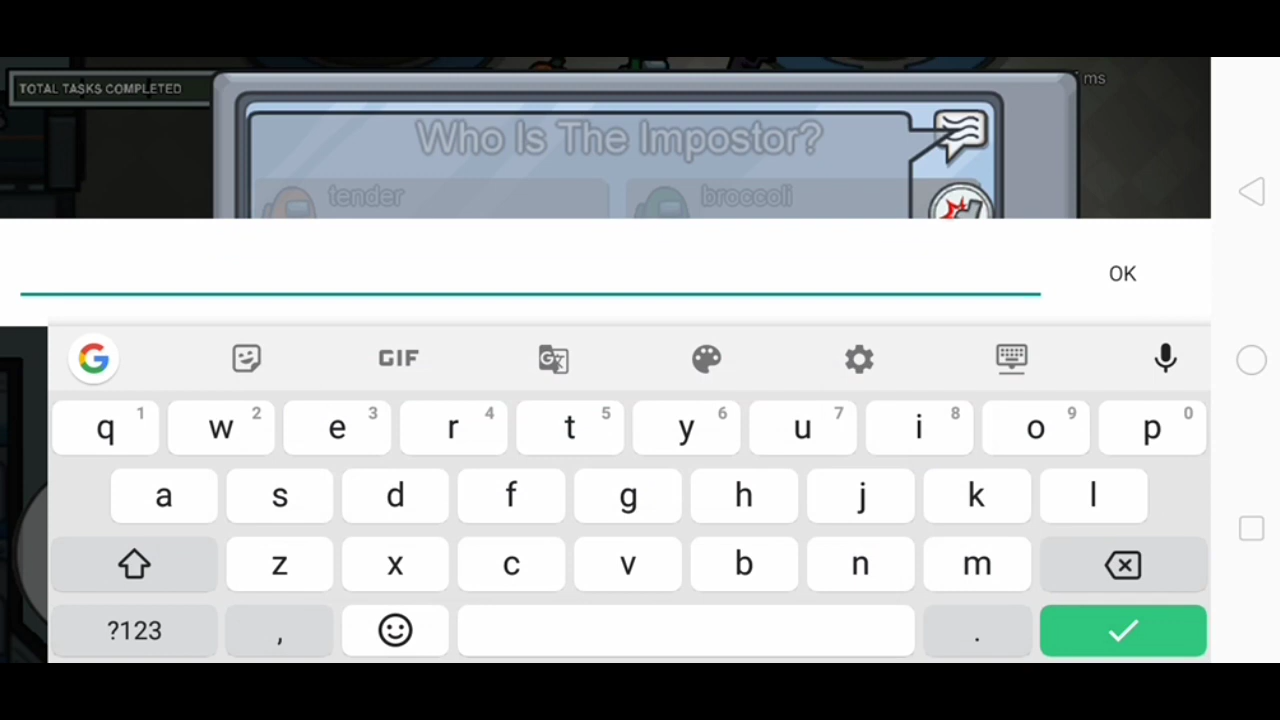 TOTAL TASKS COMPLETED
ms
Who Is The Impostor?
tender
broccoli
OK
G
GIF
G
q 1 w 2 e 3 r 4 t 5 y 6 u 7 i 8 o 9 p 0
a s d f g h j k l
z x c v b n m
?123 , .